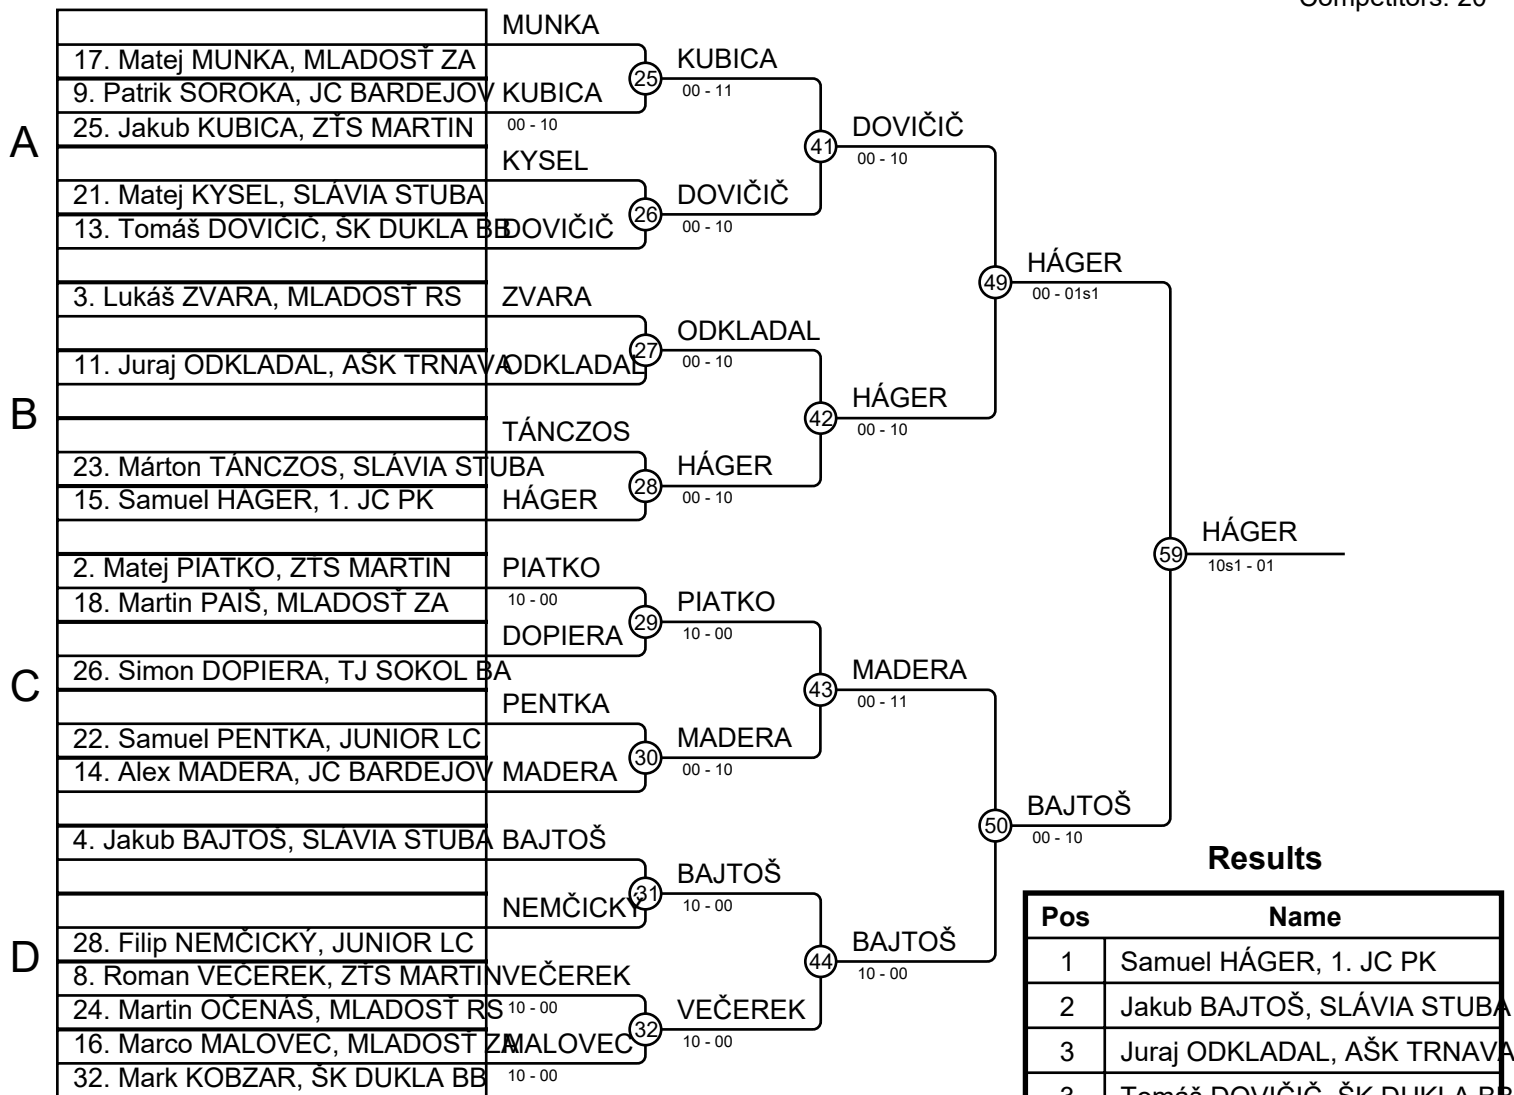 Competitors: 20
A
17. Matej MUNKA, MLADOSŤ ZA
9. Patrik SOROKA, JC BARDEJOV
25. Jakub KUBICA, ZŤS MARTIN
21. Matej KYSEL, SLÁVIA STUBA
13. Tomáš DOVIČIČ, ŠK DUKLA BB
B
3. Lukáš ZVARA, MLADOSŤ RS
11. Juraj ODKLADAL, AŠK TRNAVA
23. Márton TÁNCZOS, SLÁVIA STUBA
15. Samuel HÁGER, 1. JC PK
C
2. Matej PIATKO, ZŤS MARTIN
18. Martin PAIŠ, MLADOSŤ ZA
26. Simon DOPIERA, TJ SOKOL BA
22. Samuel PENTKA, JUNIOR LC
14. Alex MADERA, JC BARDEJOV
D
4. Jakub BAJTOŠ, SLÁVIA STUBA
28. Filip NEMČICKÝ, JUNIOR LC
8. Roman VEČEREK, ZŤS MARTIN
24. Martin OČENÁŠ, MLADOSŤ RS
16. Marco MALOVEC, MLADOSŤ ZA
32. Mark KOBZAR, ŠK DUKLA BB
MUNKA
KUBICA
00 - 10
KYSEL
DOVIČIČ
ZVARA
ODKLADAL
TÁNCZOS
HÁGER
PIATKO
10 - 00
DOPIERA
PENTKA
MADERA
BAJTOŠ
NEMČICKÝ
VEČEREK
10 - 00
MALOVEC
10 - 00
25
KUBICA
00 - 11
26
DOVIČIČ
00 - 10
27
ODKLADAL
00 - 10
28
HÁGER
00 - 10
29
PIATKO
10 - 00
30
MADERA
00 - 10
31
BAJTOŠ
10 - 00
32
VEČEREK
10 - 00
41
DOVIČIČ
00 - 10
42
HÁGER
00 - 10
43
MADERA
00 - 11
44
BAJTOŠ
10 - 00
49
HÁGER
00 - 01s1
50
BAJTOŠ
00 - 10
59
HÁGER
10s1 - 01
Results
Pos Name
1 Samuel HÁGER, 1. JC PK
2 Jakub BAJTOŠ, SLÁVIA STUBA
3 Juraj ODKLADAL, AŠK TRNAVA
3 Tomáš DOVIČIČ, ŠK DUKLA BB